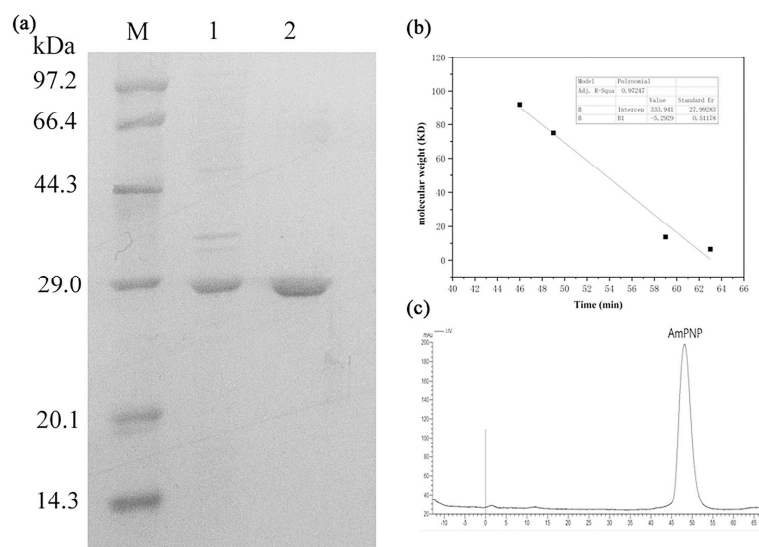 (a)
kDa
M 1 2
97.2
66.4
44.3
29.0
20.1
14.3
(b)
120
100
80
60
40
20
0
molecular weight (KD)
Model Polynomial
Adj. R-Squa 0.97247
Value Standard Er
B Intercep 333.941 27.99283
B B1 -5.2929 0.51178
40 42 44 46 48 50 52 54 56 58 60 62 64 66
Time (min)
(c)
mAU
UV
AmPNP
200
180
160
140
120
100
80
60
40
20
-10 -5 0 5 10 15 20 25 30 35 40 45 50 55 60 65